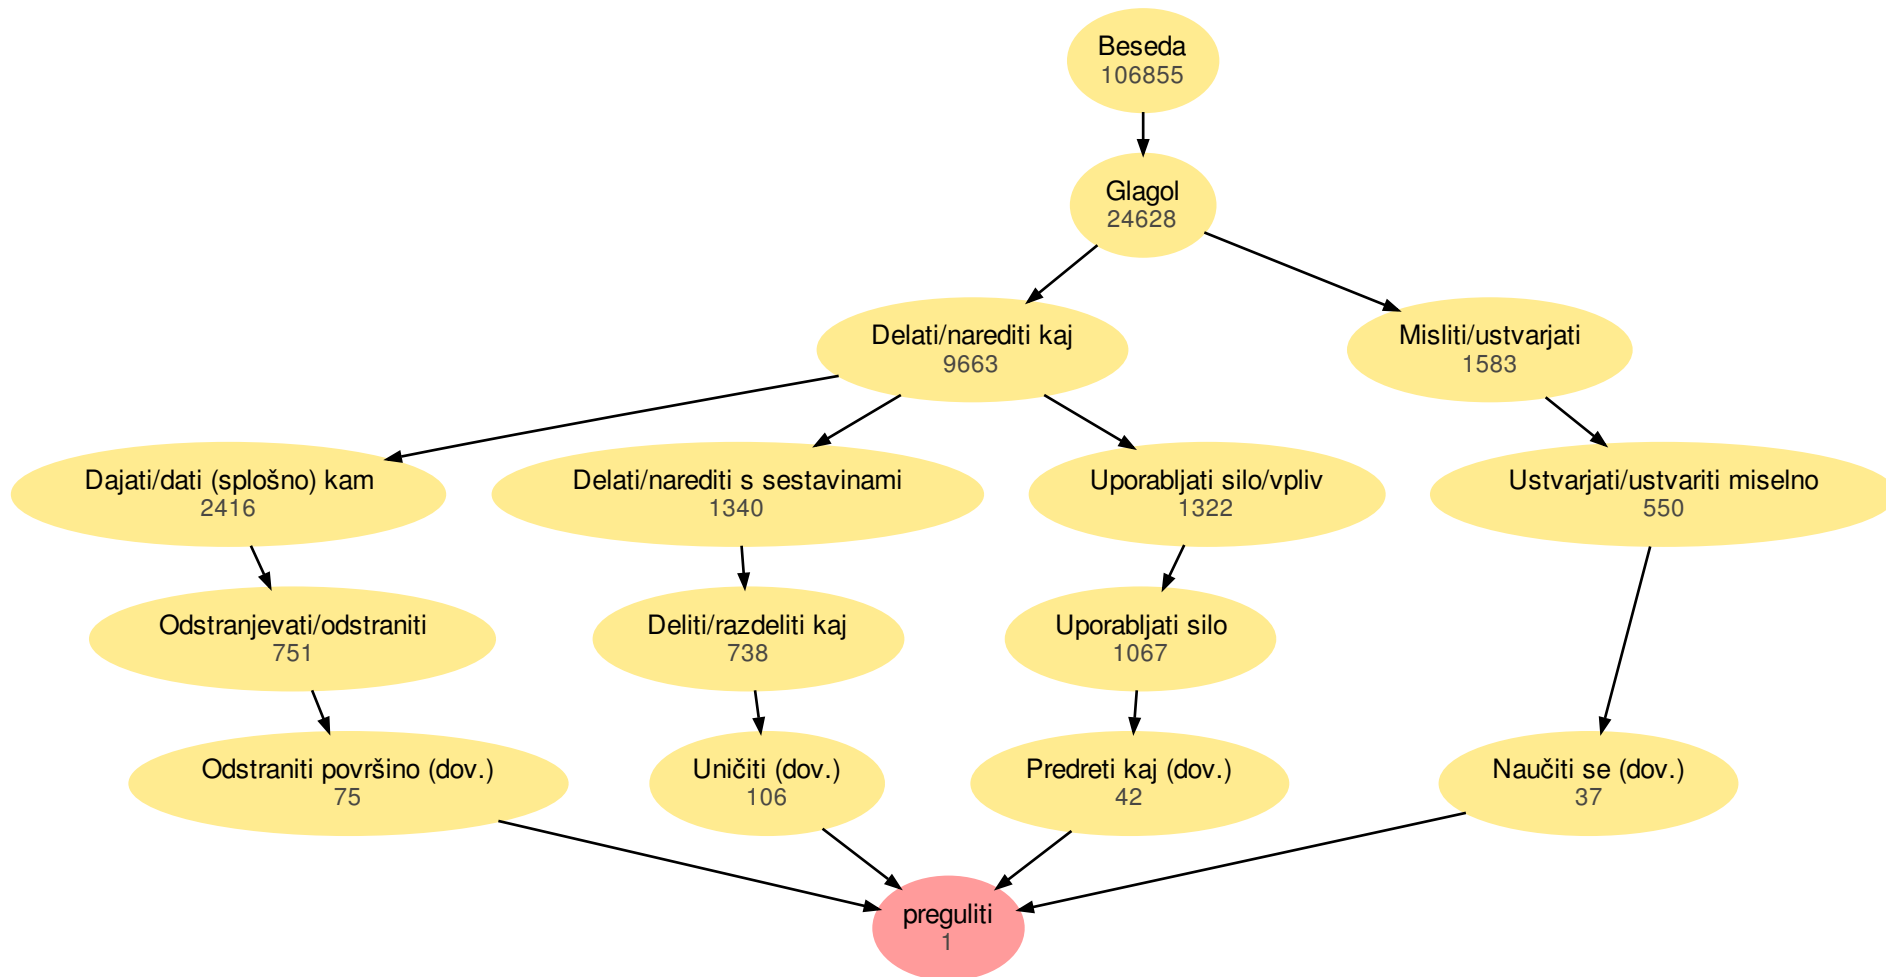 Beseda
106855
Glagol
24628
Delati/narediti kaj
9663
Misliti/ustvarjati
1583
Dajati/dati (splošno) kam
2416
Delati/narediti s sestavinami
1340
Uporabljati silo/vpliv
1322
Ustvarjati/ustvariti miselno
550
Odstranjevati/odstraniti
751
Deliti/razdeliti kaj
738
Uporabljati silo
1067
Odstraniti površino (dov.)
75
Uničiti (dov.)
106
Predreti kaj (dov.)
42
Naučiti se (dov.)
37
preguliti
1